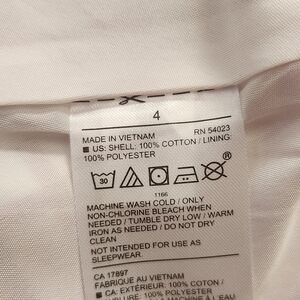 4
MADE IN VIETNAM RN 54023
■ US: SHELL: 100% COTTON / LINING:
100% POLYESTER
30
1166
MACHINE WASH COLD / ONLY
NON-CHLORINE BLEACH WHEN
NEEDED / TUMBLE DRY LOW / WARM
IRON AS NEEDED / DO NOT DRY
CLEAN
NOT INTENDED FOR USE AS
SLEEPWEAR
CA 17897
FABRIQUE AU VIETNAM
■ CA: EXTÉRIEUR: 100% COTON /
100% POLYESTER